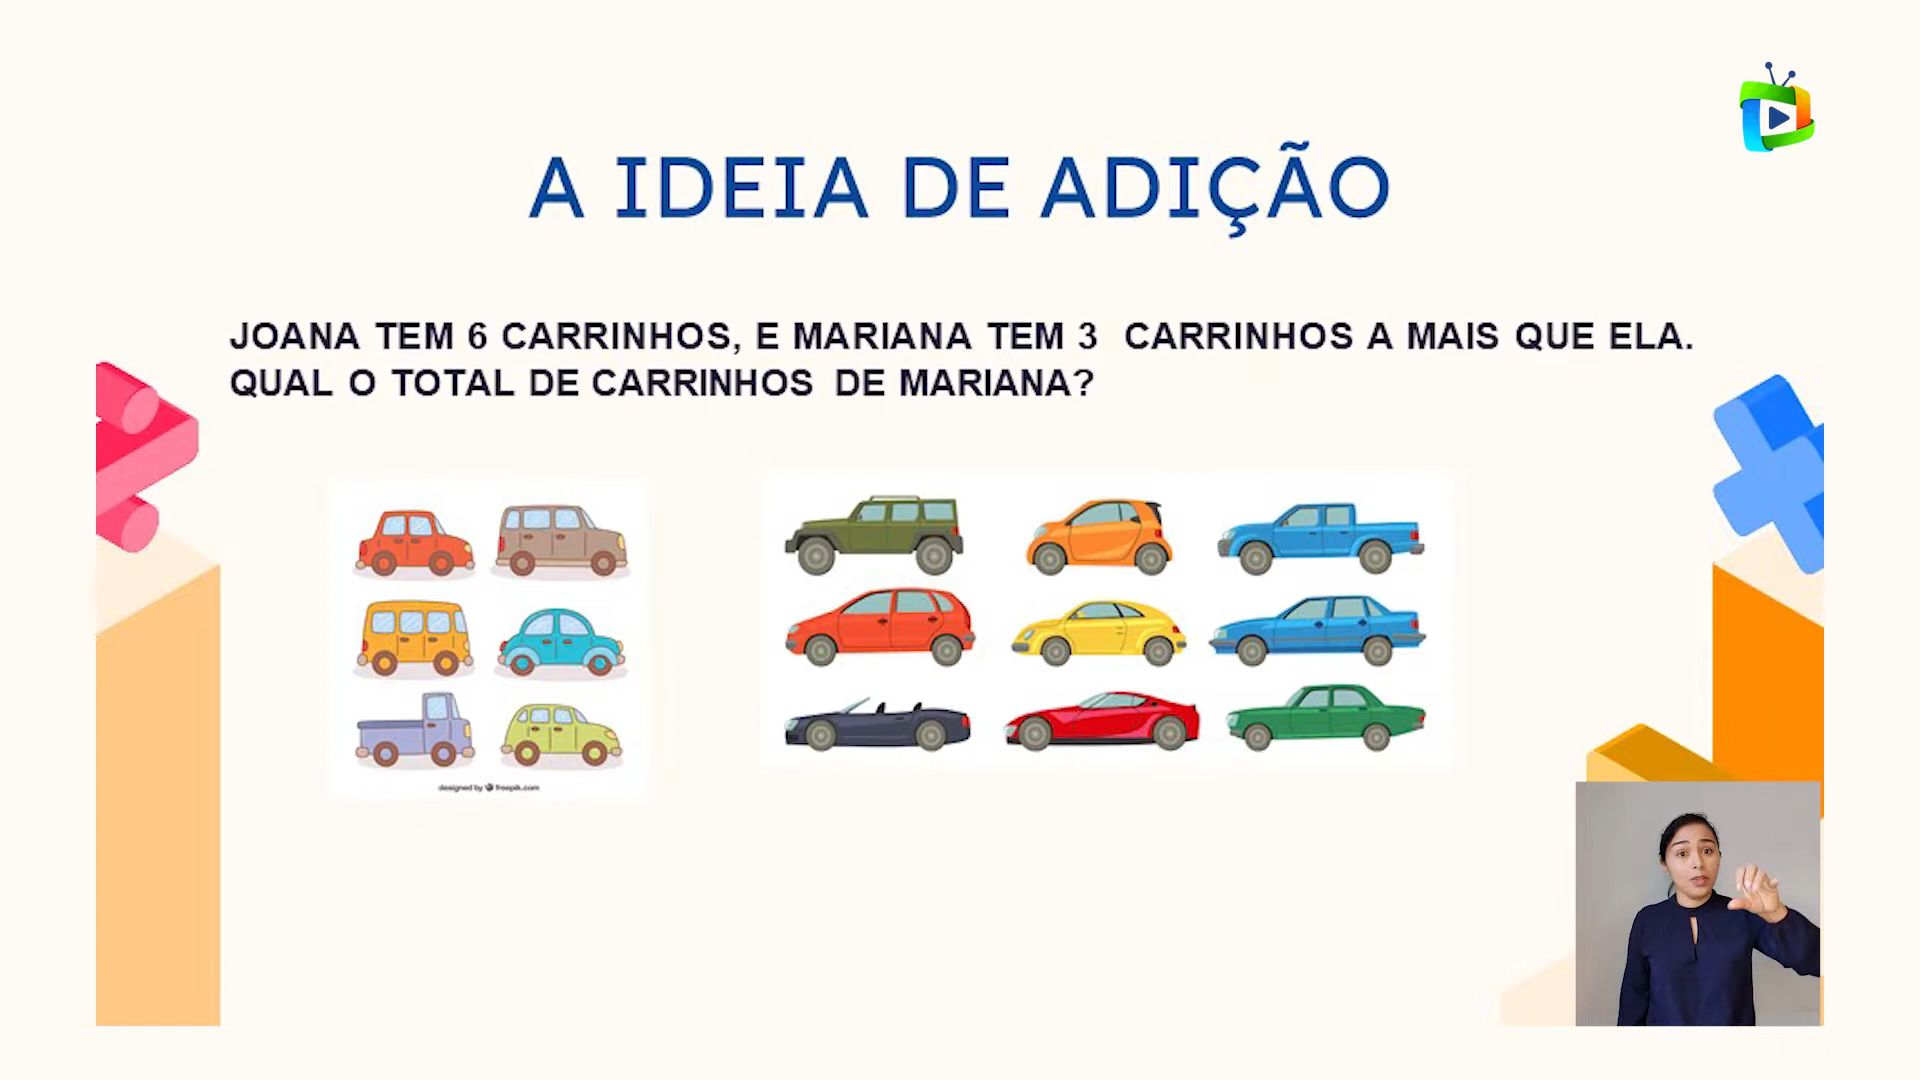 A IDEIA DE ADIÇÃO
JOANA TEM 6 CARRINHOS, E MARIANA TEM 3 CARRINHOS A MAIS QUE ELA.
QUAL O TOTAL DE CARRINHOS DE MARIANA?
designed by freepik.com